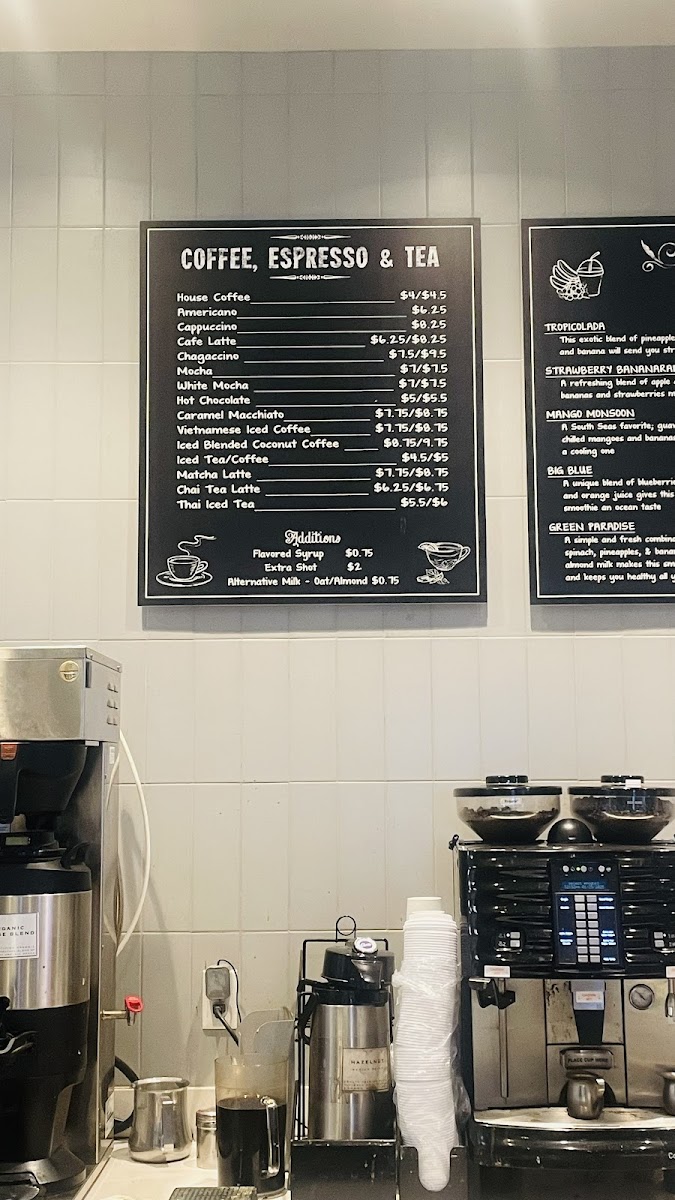 COFFEE, ESPRESSO & TEA
House Coffee $4/$4.5
Americano $6.25
Cappuccino $8.25
Cafe Latte $6.25/$8.25
Chagaccino $7.5/$9.5
Mocha $7/$7.5
White Mocha $7/$7.5
Hot Chocolate $5/$5.5
Caramel Macchiato $7.75/$8.75
Vietnamese Iced Coffee $7.75/$8.75
Iced Blended Coconut Coffee $8.75/9.75
Iced Tea/Coffee $4.5/$5
Matcha Latte $7.75/$8.75
Chai Tea Latte $6.25/$6.75
Thai Iced Tea $5.5/$6
Additions
Flavored Syrup $0.75
Extra Shot $2
Alternative Milk - Oat/Almond $0.75
TROPICOLADA
This exotic blend of pineapple
and banana will send you
STRAWBERRY
A refreshing blend of apple
bananas and strawberries
MANGO MONSOON
A South Seas favorite;
chilled mangoes and
a cooling one
BIG BLUE
A unique blend of
and orange juice gives this
smoothie an ocean taste
GREEN PARADISE
A simple and fresh
spinach, pineapples, &
almond milk makes this
and keeps you healthy all
BLEND
HAZELNUT
PLACE CUP HERE